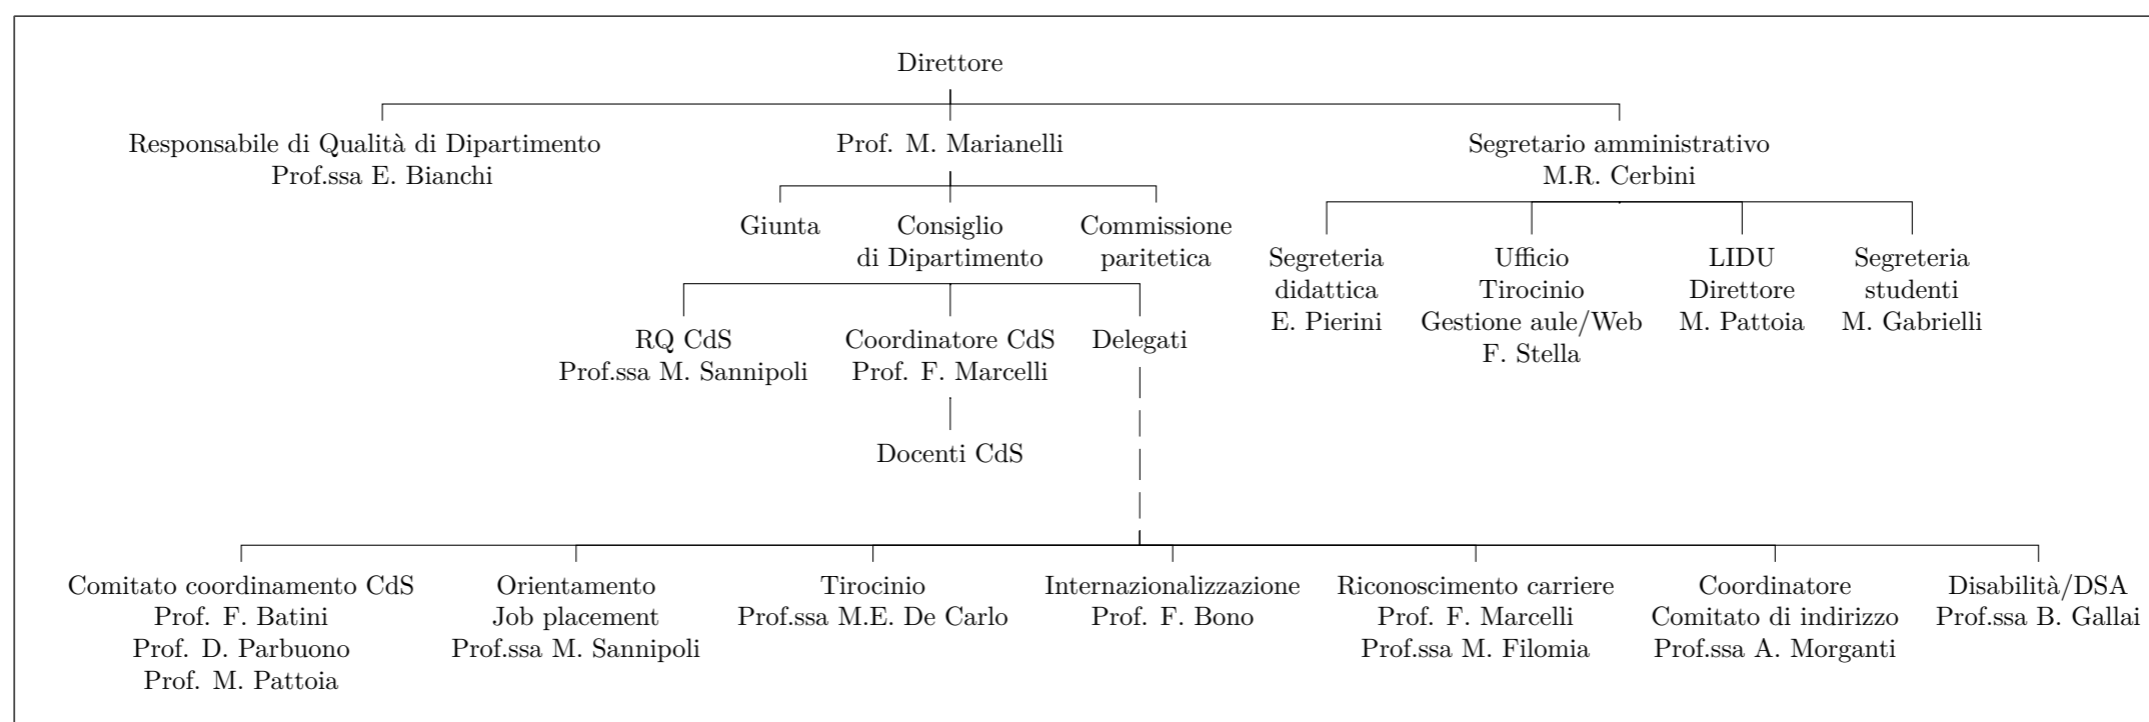 Direttore
Responsabile di Qualità di Dipartimento
Prof.ssa E. Bianchi
Prof. M. Marianelli
Segretario amministrativo
M.R. Cerbini
Giunta
Consiglio
di Dipartimento
Commissione
paritetica
Segreteria
didattica
E. Pierini
Ufficio
Tirocinio
Gestione aule/Web
F. Stella
LIDU
Direttore
M. Pattoia
Segreteria
studenti
M. Gabrielli
RQ CdS
Prof.ssa M. Sannipoli
Coordinatore CdS
Prof. F. Marcelli
Delegati
Docenti CdS
Comitato coordinamento CdS
Prof. F. Batini
Prof. D. Parbuono
Prof. M. Pattoia
Orientamento
Job placement
Prof.ssa M. Sannipoli
Tirocinio
Prof.ssa M.E. De Carlo
Internazionalizzazione
Prof. F. Bono
Riconoscimento carriere
Prof. F. Marcelli
Prof.ssa M. Filomia
Coordinatore
Comitato di indirizzo
Prof.ssa A. Morganti
Disabilità/DSA
Prof.ssa B. Gallai